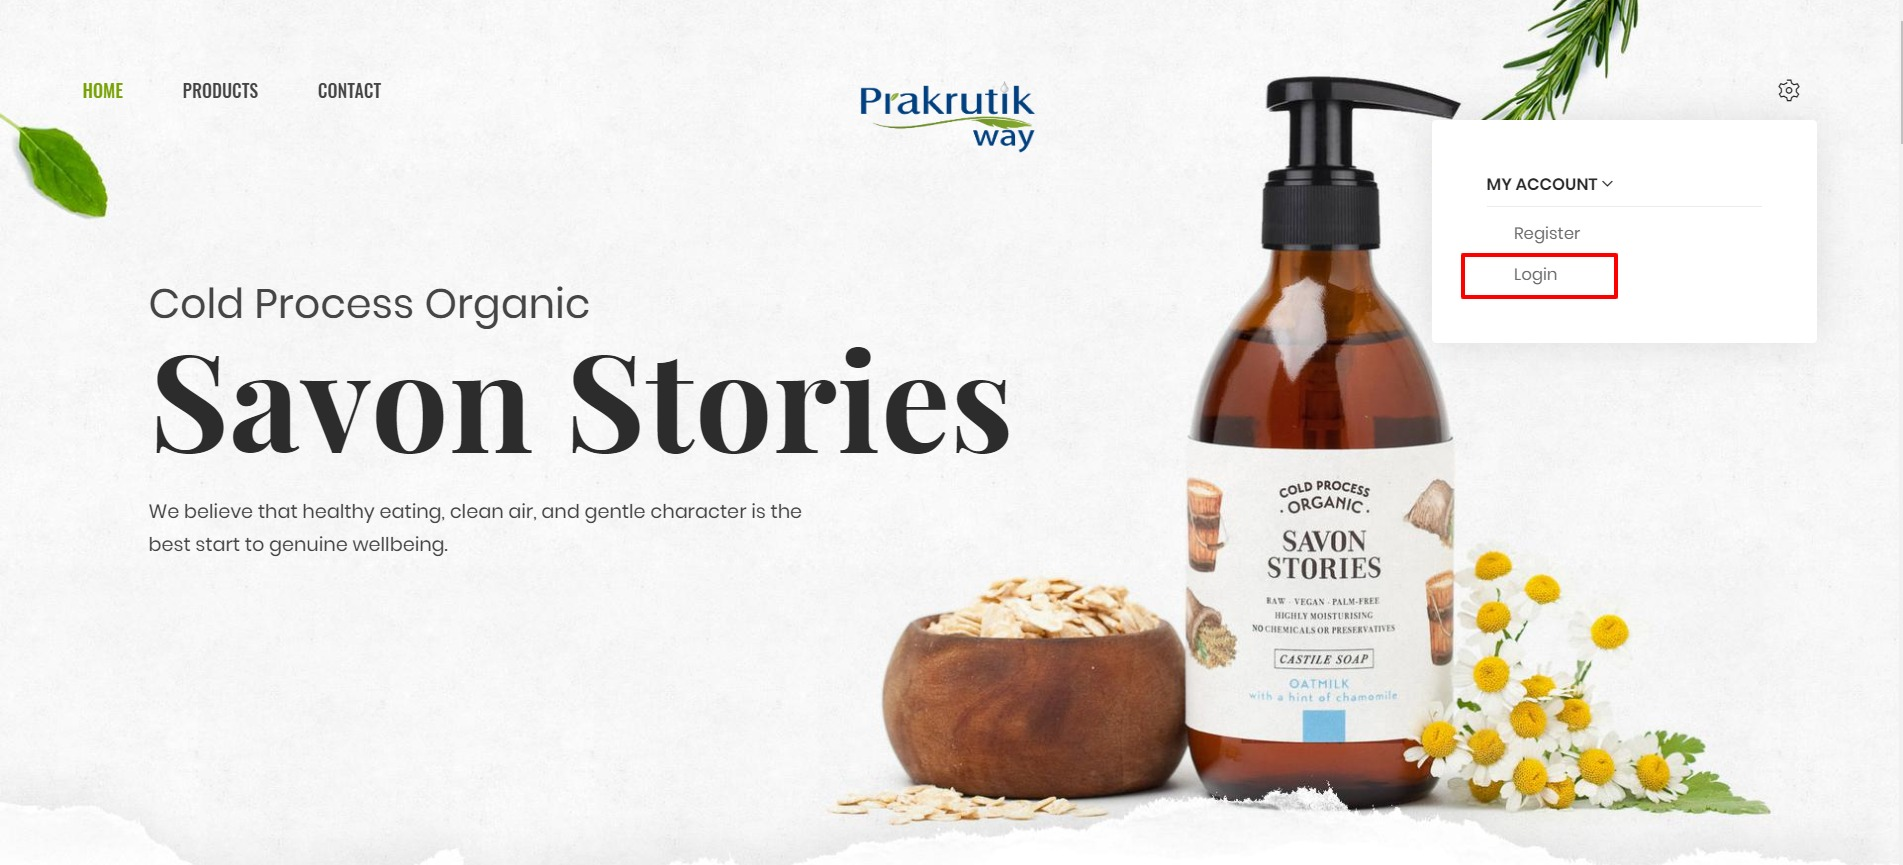 HOME
PRODUCTS
CONTACT
Prakrutik
way
MY ACCOUNT
Register
Login
Cold Process Organic
Savon Stories
We believe that healthy eating, clean air, and gentle character is the
best start to genuine wellbeing.
COLD PROCESS
· ORGANIC ·
SAVON
STORIES
RAW · VEGAN · PALM-FREE
HIGHLY MOISTURISING
NO CHEMICALS OR PRESERVATIVES
CASTILE SOAP
OATMILK
with a hint of chamomile